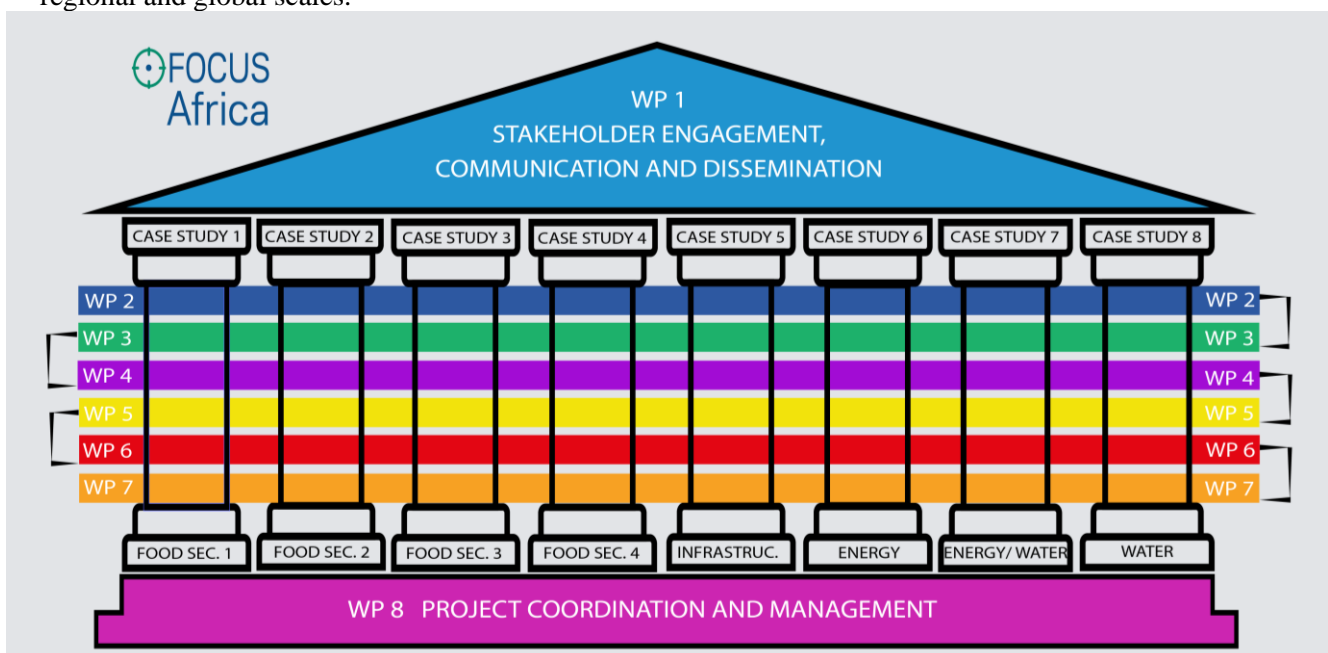 regional and global scales.
FOCUS
Africa
WP 1
STAKEHOLDER ENGAGEMENT,
COMMUNICATION AND DISSEMINATION
CASE STUDY 1
CASE STUDY 2
CASE STUDY 3
CASE STUDY 4
CASE STUDY 5
CASE STUDY 6
CASE STUDY 7
CASE STUDY 8
WP 2
WP 2
WP 3
WP 3
WP 4
WP 4
WP 5
WP 5
WP 6
WP 6
WP 7
WP 7
FOOD SEC. 1
FOOD SEC. 2
FOOD SEC. 3
FOOD SEC. 4
INFRASTRUC.
ENERGY
ENERGY/ WATER
WATER
WP 8 PROJECT COORDINATION AND MANAGEMENT